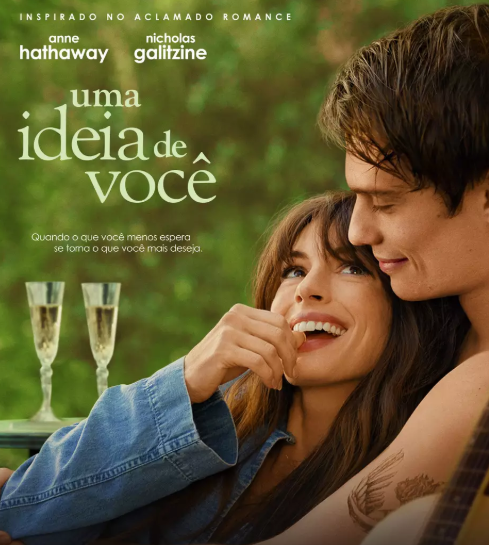 INSPIRADO NO ACLAMADO ROMANCE
anne hathaway
nicholas galitzine
uma
ideia de
você
Quando o que você menos espera
se torna o que você mais deseja.